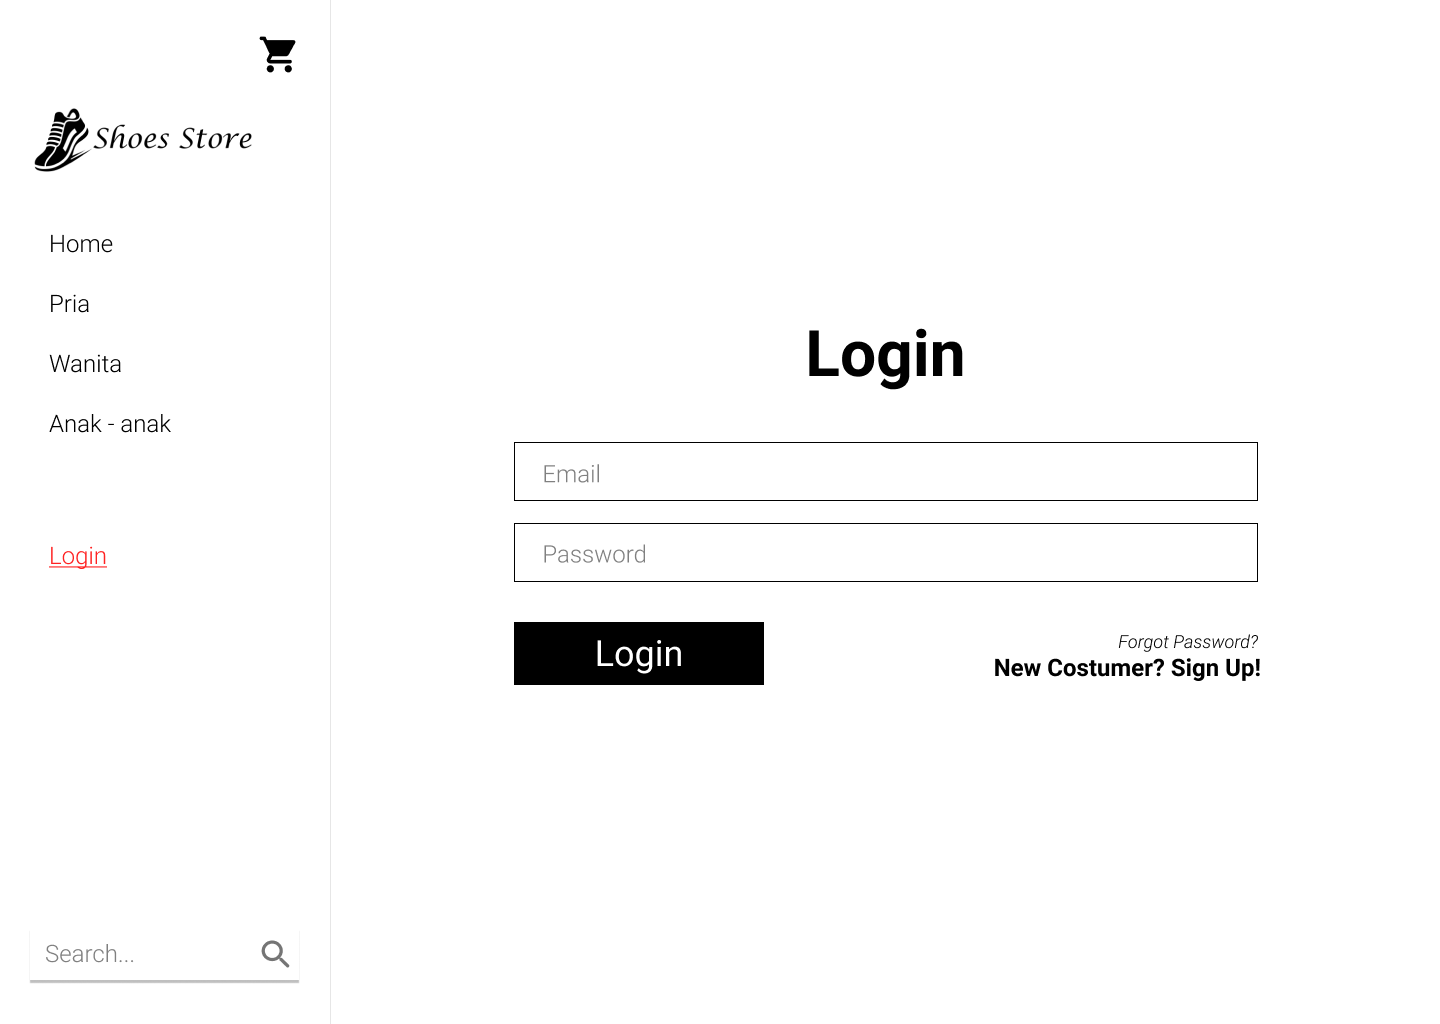 Shoes Store
Home
Pria
Wanita
Anak - anak
Login
Search...
Login
Email
Password
Login
Forgot Password?
New Costumer? Sign Up!